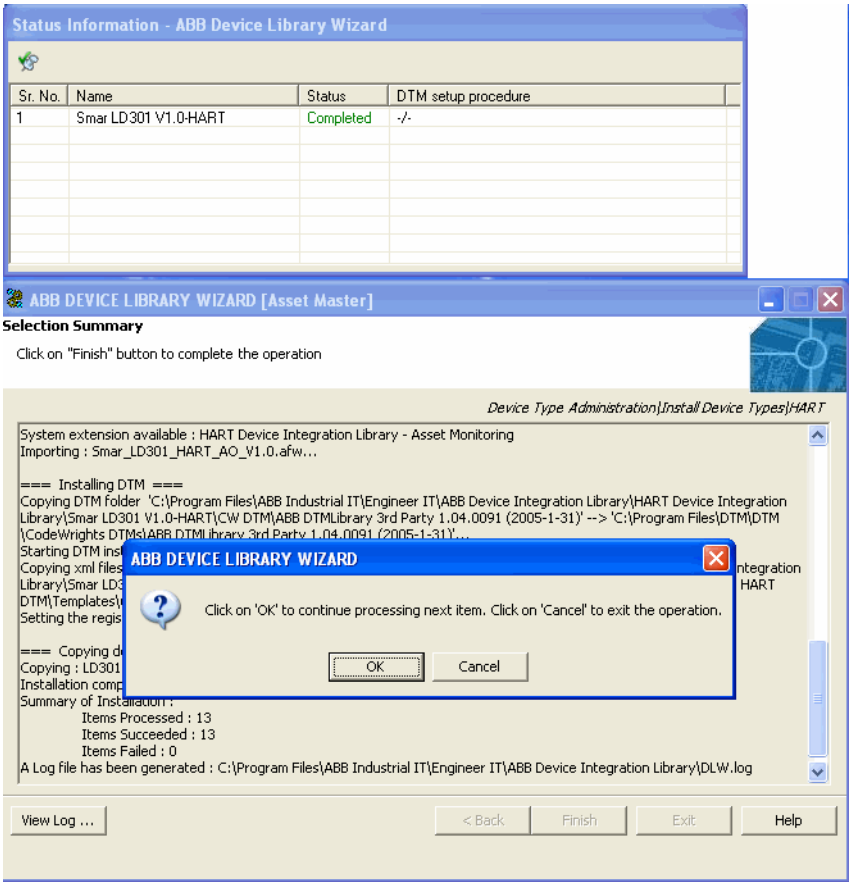 Status Information - ABB Device Library Wizard
Sr. No. Name Status DTM setup procedure
1 Smar LD301 V1.0-HART Completed -/-
ABB DEVICE LIBRARY WIZARD [Asset Master]
Selection Summary
Click on "Finish" button to complete the operation
Device Type Administration|Install Device Types|HART
System extension available : HART Device Integration Library - Asset Monitoring
Importing : Smar_LD301_HART_AO_V1.0.afw...
=== Installing DTM ===
Copying DTM folder 'C:\Program Files\ABB Industrial IT\Engineer IT\ABB Device Integration Library\HART Device Integration
Library\Smar LD301 V1.0-HART\CW DTM\ABB DTMLibrary 3rd Party 1.04.0091 (2005-1-31)' --> 'C:\Program Files\DTM\DTM
\CodeWrights DTMs\ABB DTMLibrary 3rd Party 1.04.0091 (2005-1-31)'...
Starting DTM inst
Copying xml files ntegration
Library\Smar LD3 HART
DTM\Templates\
Setting the regis
=== Copying de
Copying : LD301
Installation comp
Summary of Installation :
Items Processed : 13
Items Succeeded : 13
Items Failed : 0
A Log file has been generated : C:\Program Files\ABB Industrial IT\Engineer IT\ABB Device Integration Library\DLW.log
ABB DEVICE LIBRARY WIZARD
Click on 'OK' to continue processing next item. Click on 'Cancel' to exit the operation.
OK Cancel
View Log ... < Back Finish Exit Help